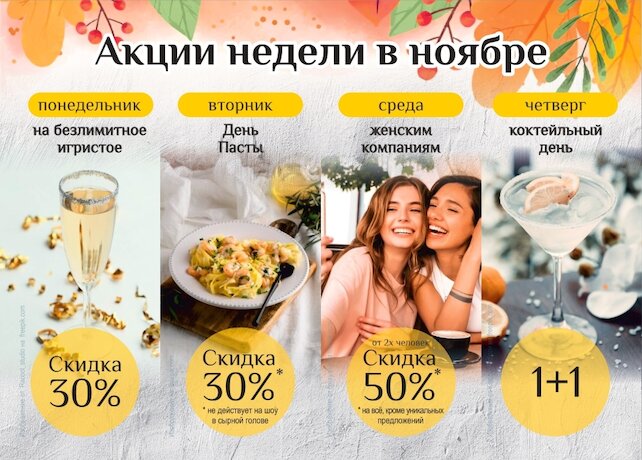 Акции недели в ноябре
понедельник
на безлимитное
игристое
Скидка
30%
вторник
День
Пасты
Скидка
30%*
* не действует на шоу
в сырной голове
среда
женским
компаниям
от 2х человек
Скидка
50%*
* на всё, кроме уникальных
предложений
четверг
коктейльный
день
1+1